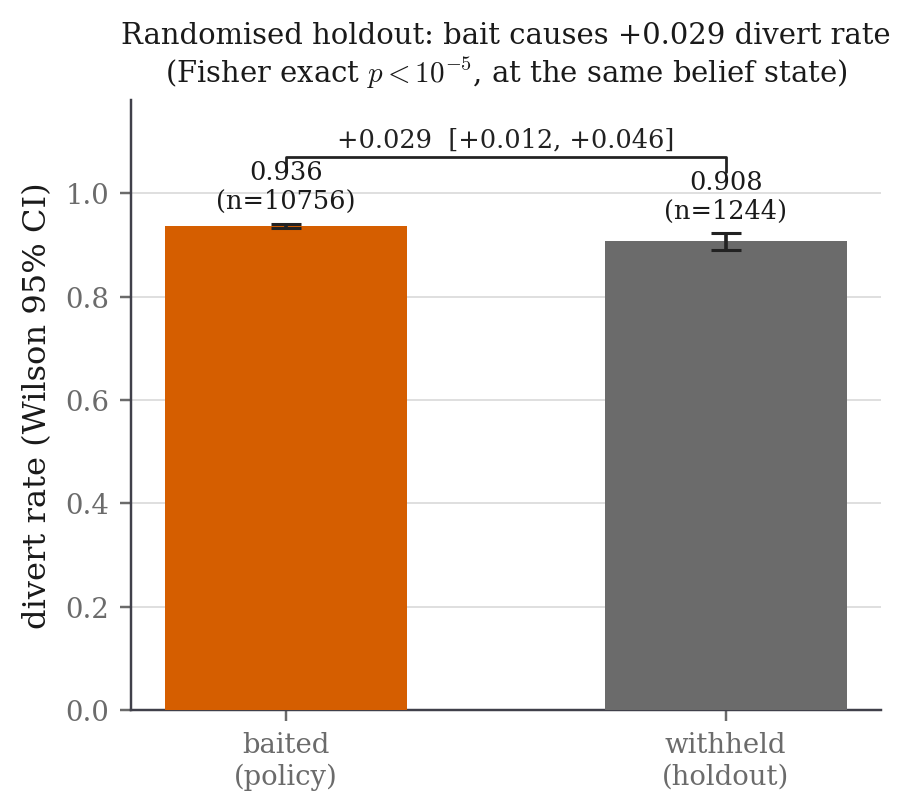 Randomised holdout: bait causes +0.029 divert rate
(Fisher exact p < 10⁻⁵, at the same belief state)
+0.029 [+0.012, +0.046]
0.936
(n=10756)
0.908
(n=1244)
divert rate (Wilson 95% CI)
1.0
0.8
0.6
0.4
0.2
0.0
baited
(policy)
withheld
(holdout)